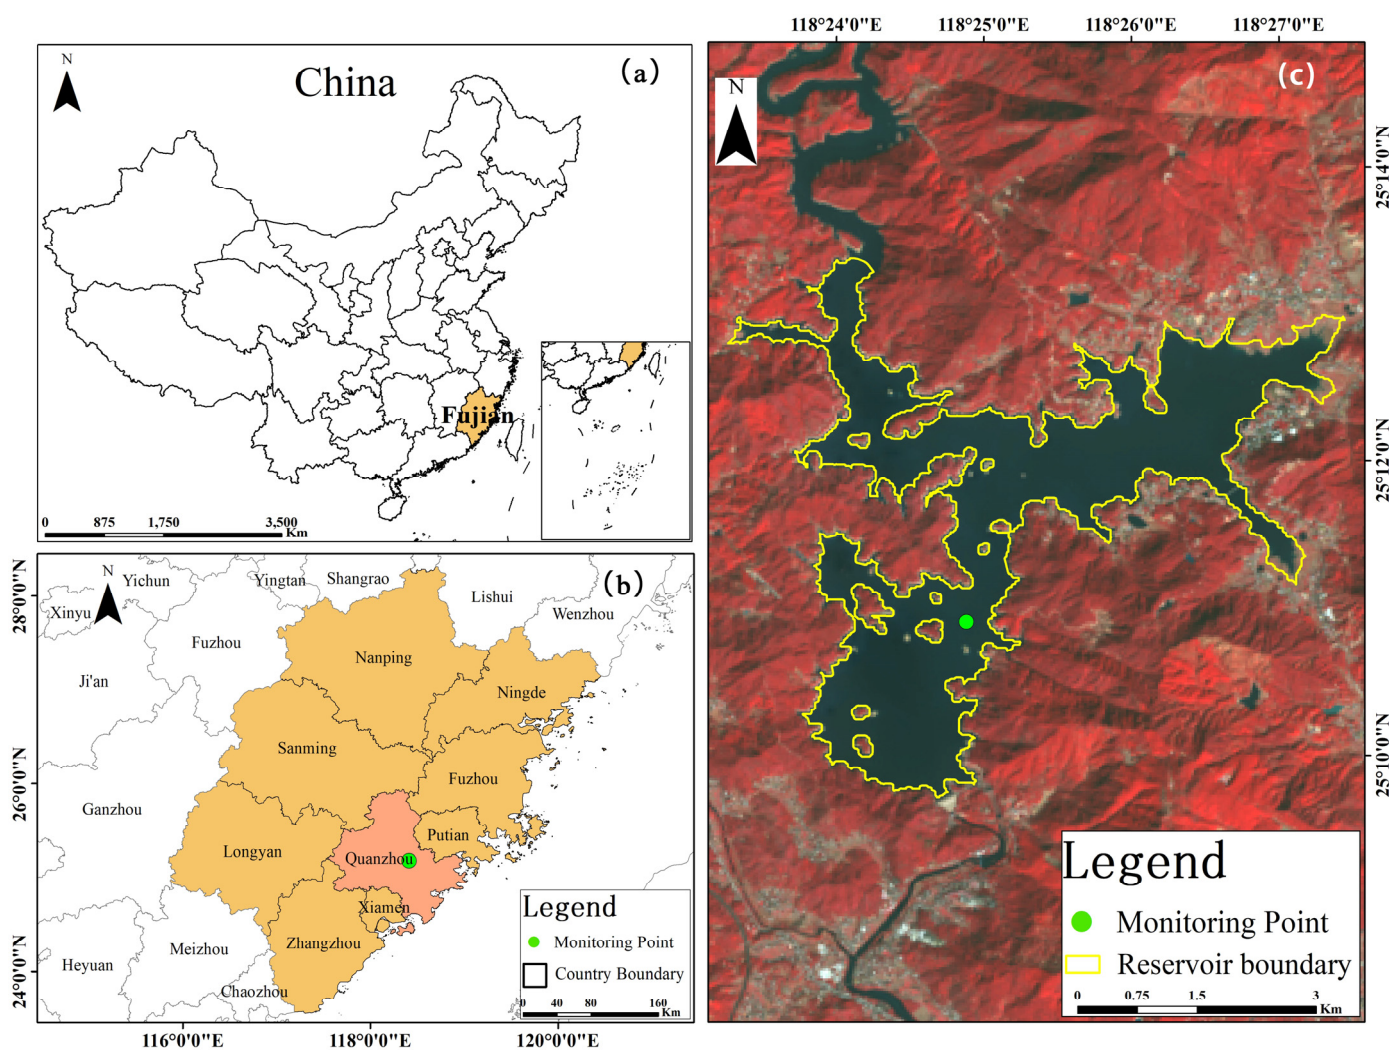 N
China
(a)
Fujian
0 875 1,750 3,500
Km
N
(b)
Yichun
Yingtan
Shangrao
Lishui
Xinyu
Wenzhou
Fuzhou
Nanping
Ji'an
Ningde
Sanming
Fuzhou
Ganzhou
Putian
Longyan
Quanzhou
Xiamen
Zhangzhou
Meizhou
Heyuan
Chaozhou
Legend
Monitoring Point
Country Boundary
0 40 80 160
Km
28°0'0"N
26°0'0"N
24°0'0"N
116°0'0"E 118°0'0"E 120°0'0"E
118°24'0"E 118°25'0"E 118°26'0"E 118°27'0"E
(c)
N
25°14'0"N
25°12'0"N
25°10'0"N
Legend
Monitoring Point
Reservoir boundary
0 0.75 1.5 3
Km